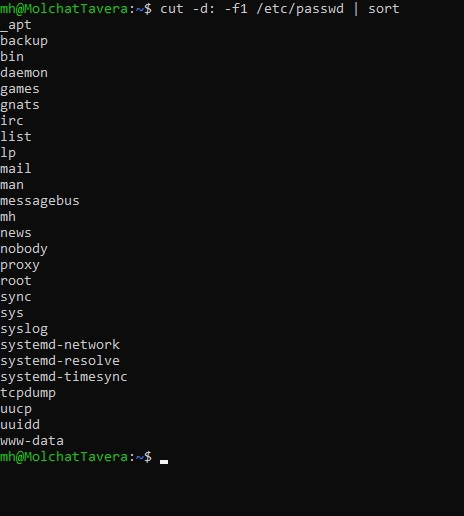 mh@MolchatTavera:~$ cut -d: -f1 /etc/passwd | sort
_apt
backup
bin
daemon
games
gnats
irc
list
lp
mail
man
messagebus
mh
news
nobody
proxy
root
sync
sys
syslog
systemd-network
systemd-resolve
systemd-timesync
tcpdump
uucp
uuidd
www-data
mh@MolchatTavera:~$